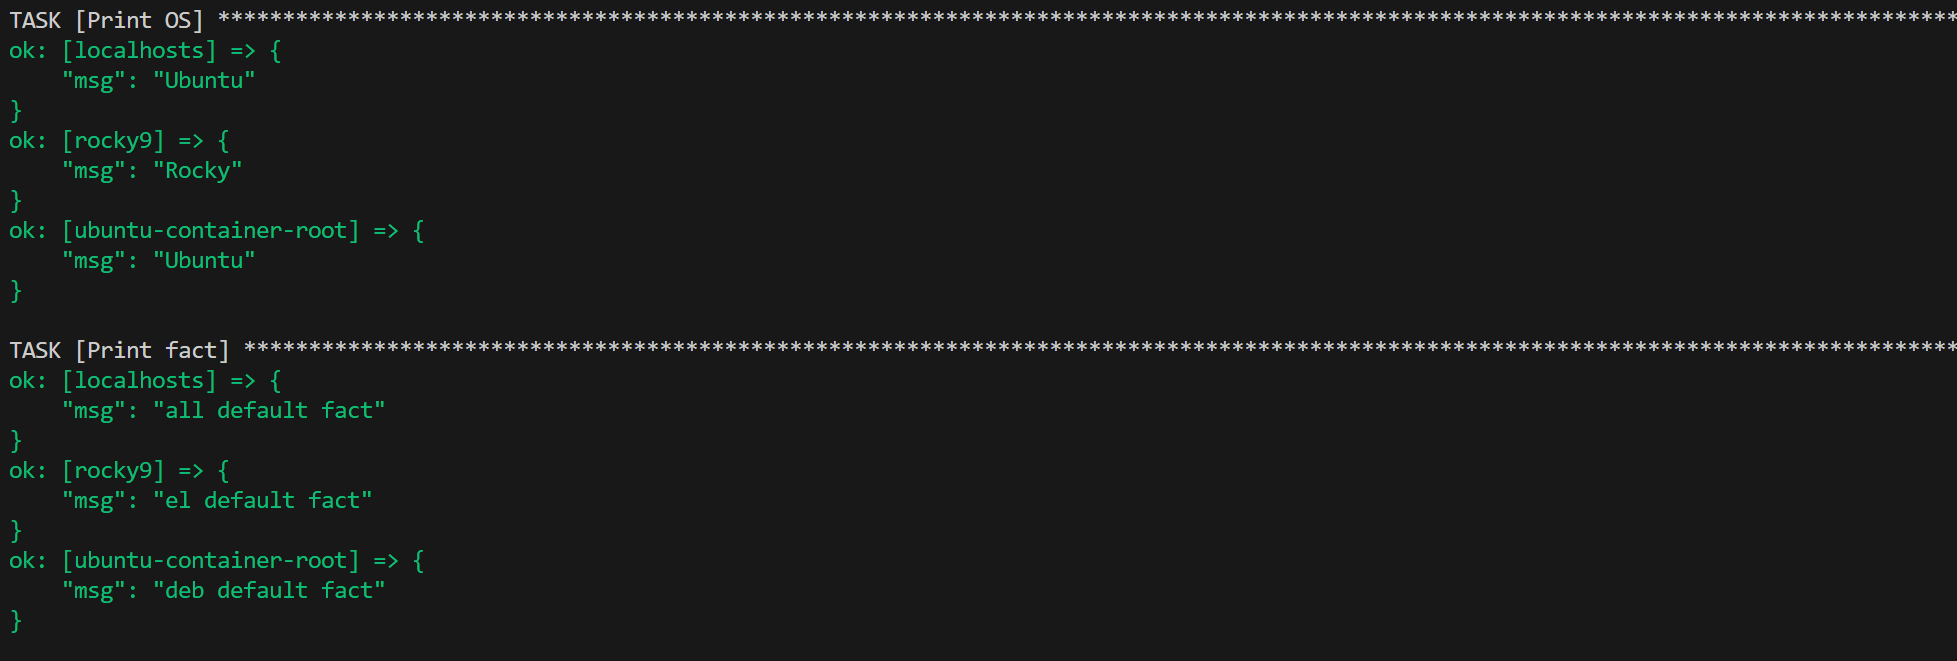 TASK [Print OS] **************************************************************************************************************************************
ok: [localhosts] => {
    "msg": "Ubuntu"
}
ok: [rocky9] => {
    "msg": "Rocky"
}
ok: [ubuntu-container-root] => {
    "msg": "Ubuntu"
}
TASK [Print fact] ************************************************************************************************************************************
ok: [localhosts] => {
    "msg": "all default fact"
}
ok: [rocky9] => {
    "msg": "el default fact"
}
ok: [ubuntu-container-root] => {
    "msg": "deb default fact"
}